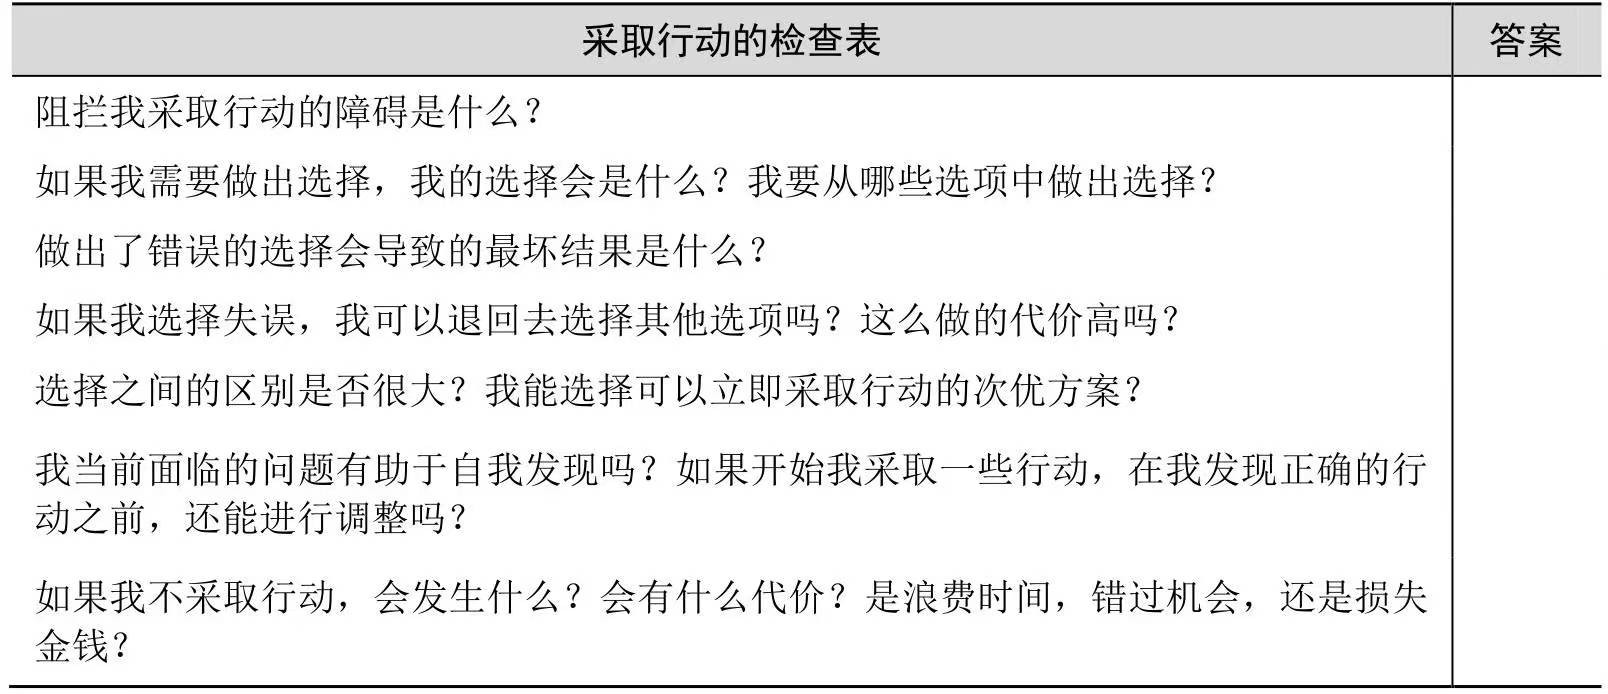 采取行动的检查表 答案
阻拦我采取行动的障碍是什么？
如果我需要做出选择，我的选择会是什么？我要从哪些选项中做出选择？
做出了错误的选择会导致的最坏结果是什么？
如果我选择失误，我可以退回去选择其他选项吗？这么做的代价高吗？
选择之间的区别是否很大？我能选择可以立即采取行动的次优方案？
我当前面临的问题有助于自我发现吗？如果开始我采取一些行动，在我发现正确的行
动之前，还能进行调整吗？
如果我不采取行动，会发生什么？会有什么代价？是浪费时间，错过机会，还是损失
金钱？